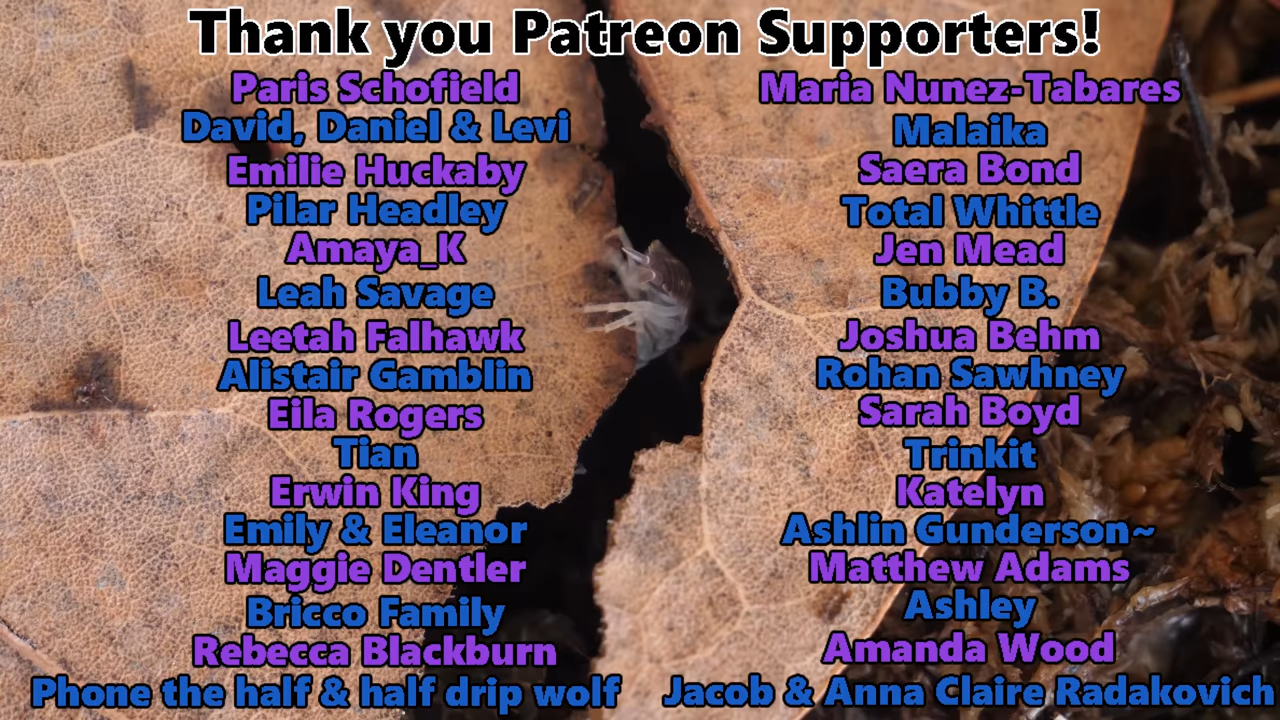 Thank you Patreon Supporters!
Paris Schofield
David, Daniel & Levi
Emilie Huckaby
Pilar Headley
Amaya_K
Leah Savage
Leetah Falhawk
Alistair Gamblin
Eila Rogers
Tian
Erwin King
Emily & Eleanor
Maggie Dentler
Bricco Family
Rebecca Blackburn
Phone the half & half drip wolf
Maria Nunez-Tabares
Malaika
Saera Bond
Total Whittle
Jen Mead
Bubby B.
Joshua Behm
Rohan Sawhney
Sarah Boyd
Trinkit
Katelyn
Ashlin Gunderson~
Matthew Adams
Ashley
Amanda Wood
Jacob & Anna Claire Radakovich